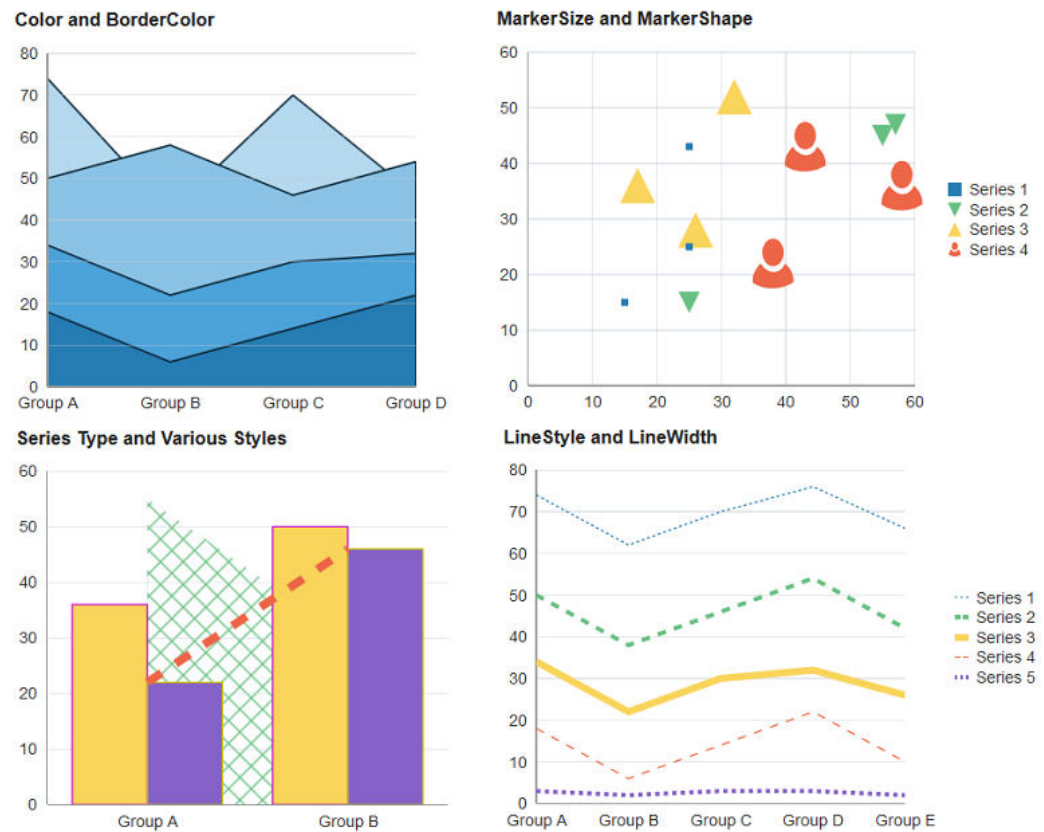 Color and BorderColor
80
70
60
50
40
30
20
10
0
Group A Group B Group C Group D
MarkerSize and MarkerShape
60
50
40
30
20
10
0
0 10 20 30 40 50 60
Series 1
Series 2
Series 3
Series 4
Series Type and Various Styles
60
50
40
30
20
10
0
Group A Group B
LineStyle and LineWidth
80
70
60
50
40
30
20
10
0
Group A Group B Group C Group D Group E
Series 1
Series 2
Series 3
Series 4
Series 5